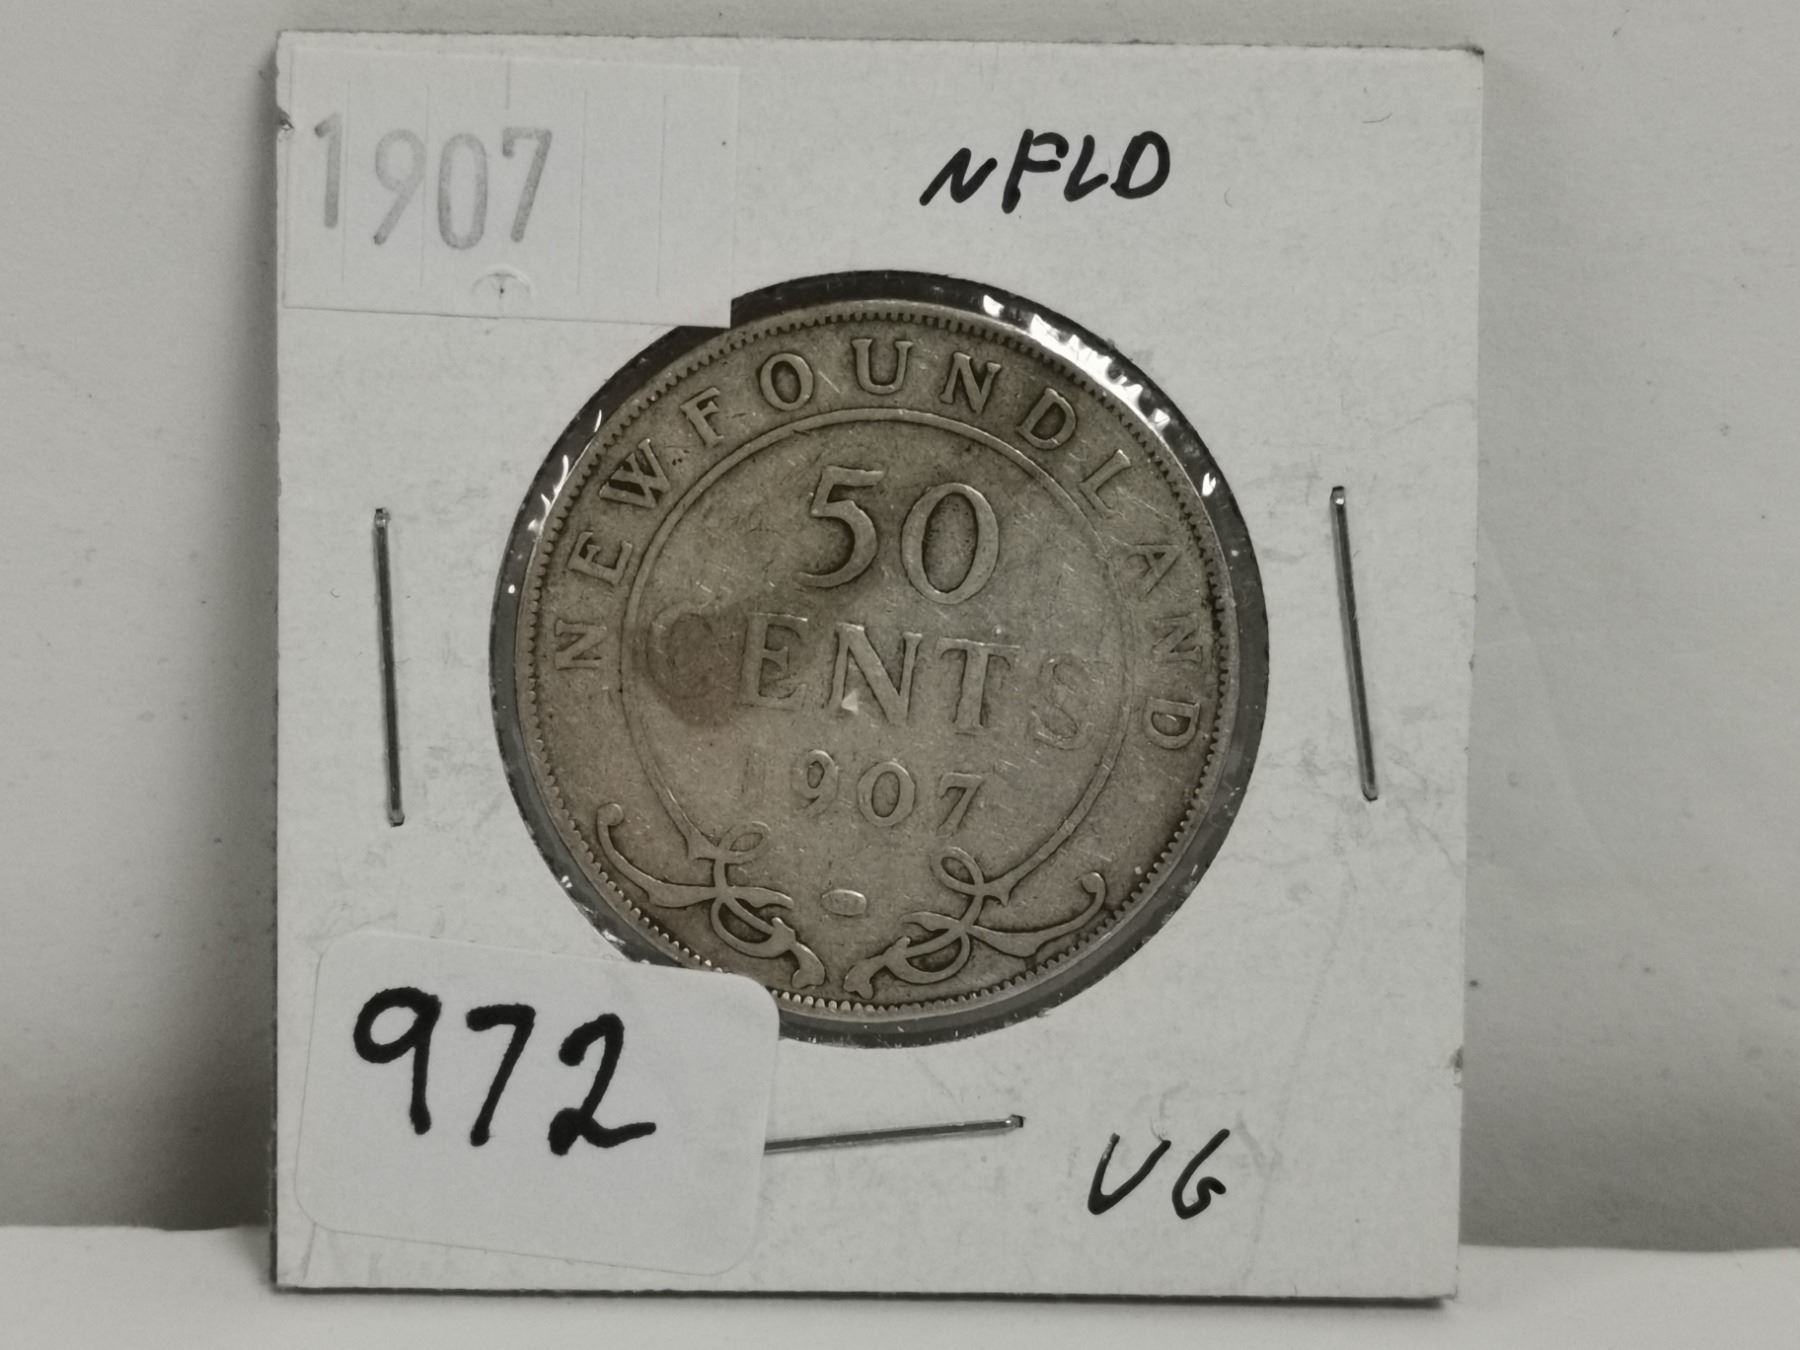 1907
NFLD
NEWFOUNDLAND
50
CENTS
1907
972
VG